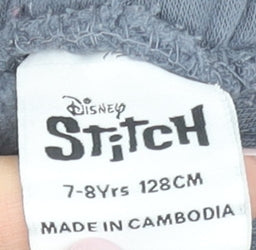 Disney
Stitch
7-8Yrs 128CM
MADE IN CAMBODIA